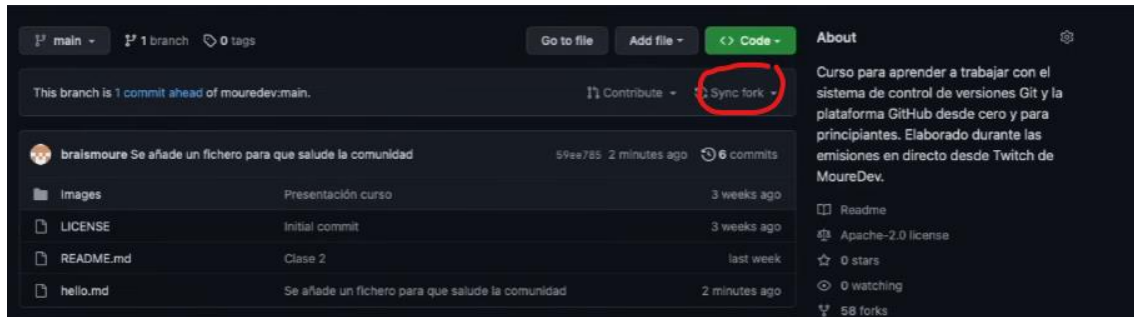 main
1 branch
0 tags
Go to file
Add file
<> Code
This branch is 1 commit ahead of mouredev:main.
Contribute
Sync fork
braismoure Se añade un fichero para que salude la comunidad
59ee785 2 minutes ago
6 commits
Images Presentación curso 3 weeks ago
LICENSE Initial commit 3 weeks ago
README.md Clase 2 last week
hello.md Se añade un fichero para que salude la comunidad 2 minutes ago
About
Curso para aprender a trabajar con el
sistema de control de versiones Git y la
plataforma GitHub desde cero y para
principiantes. Elaborado durante las
emisiones en directo desde Twitch de
MoureDev.
Readme
Apache-2.0 license
0 stars
0 watching
58 forks